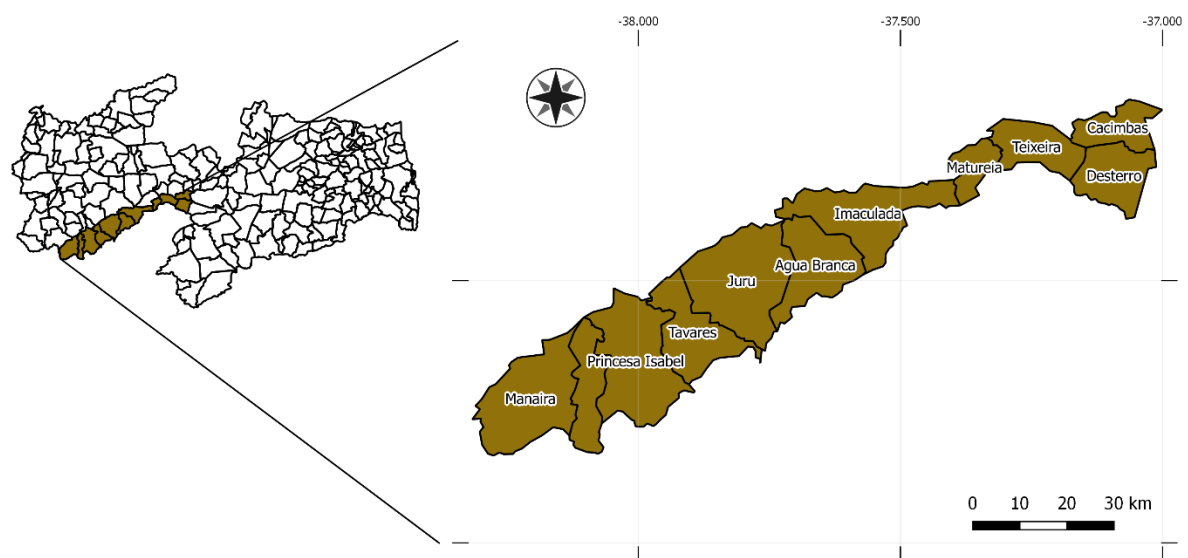 -38.000 -37.500 -37.000
Cacimbas
Teixeira
Matureia
Desterro
Imaculada
Agua Branca
Juru
Tavares
Princesa Isabel
Manaira
0 10 20 30 km